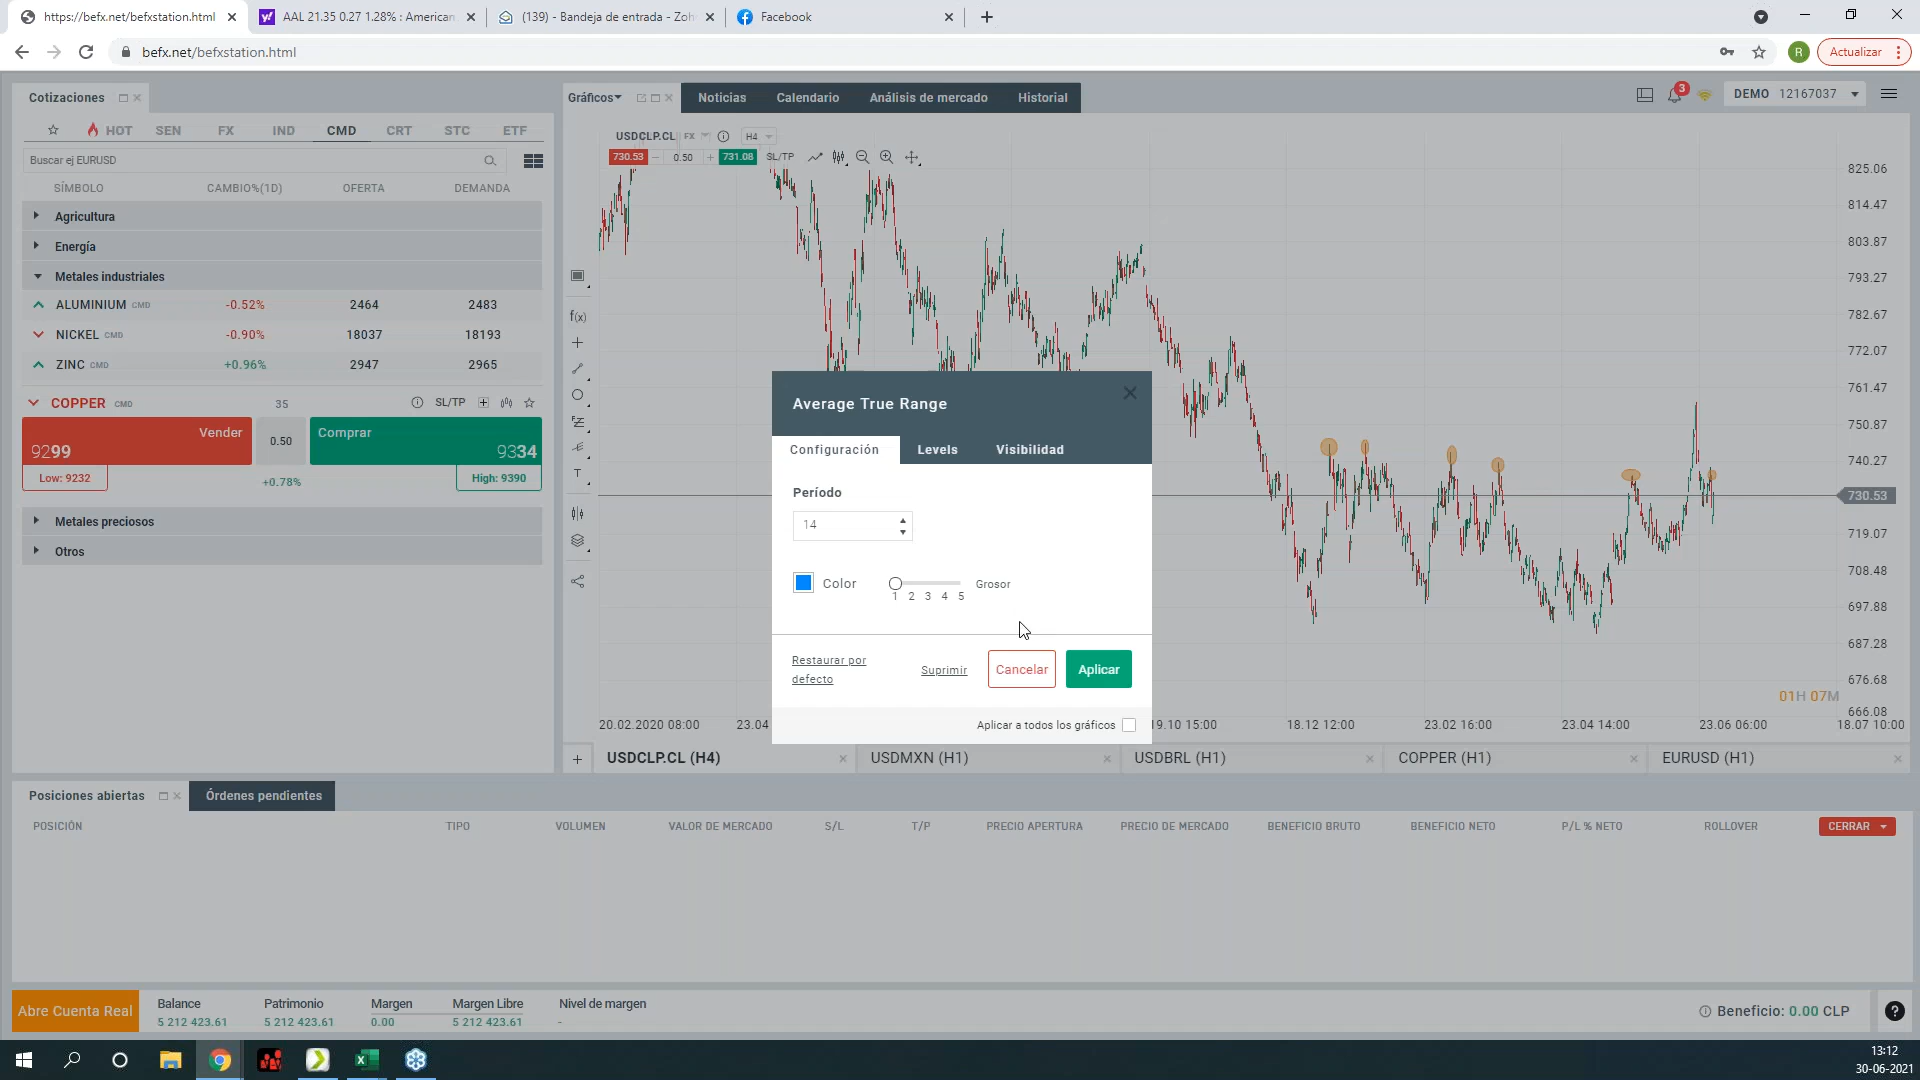 https://befx.net/befxstation.html
AAL 21.35 0.27 1.28% : American
(139) - Bandeja de entrada - Zoh
Facebook
befx.net/befxstation.html
R
Actualizar
Cotizaciones
Gráficos
Noticias
Calendario
Análisis de mercado
Historial
3
DEMO 12167037
HOT SEN FX IND CMD CRT STC ETF
Buscar ej EURUSD
SÍMBOLO CAMBIO%(1D) OFERTA DEMANDA
Agricultura
Energía
Metales industriales
ALUMINIUM CMD -0.52% 2464 2483
NICKEL CMD -0.90% 18037 18193
ZINC CMD +0.96% 2947 2965
COPPER CMD 35 SL/TP
Vender
9299
0.50
Comprar
9334
Low: 9232
+0.78%
High: 9390
Metales preciosos
Otros
USDCLP.CL FX H4
730.53 0.50 731.08 SL/TP
f(x)
T
825.06
814.47
803.87
793.27
782.67
772.07
761.47
750.87
740.27
730.53
719.07
708.48
697.88
687.28
676.68
666.08
01H 07M
20.02.2020 08:00 23.04 19.10 15:00 18.12 12:00 23.02 16:00 23.04 14:00 23.06 06:00 18.07 10:00
Average True Range
Configuración Levels Visibilidad
Período
14
Color
Grosor
1 2 3 4 5
Restaurar por
defecto
Suprimir
Cancelar
Aplicar
Aplicar a todos los gráficos
USDCLP.CL (H4) USDMXN (H1) USDBRL (H1) COPPER (H1) EURUSD (H1)
Posiciones abiertas
Órdenes pendientes
POSICIÓN TIPO VOLUMEN VALOR DE MERCADO S/L T/P PRECIO APERTURA PRECIO DE MERCADO BENEFICIO BRUTO BENEFICIO NETO P/L % NETO ROLLOVER CERRAR
Abre Cuenta Real
Balance Patrimonio Margen Margen Libre Nivel de margen
5 212 423.61 5 212 423.61 0.00 5 212 423.61 -
Beneficio: 0.00 CLP
?
13:12
30-06-2021